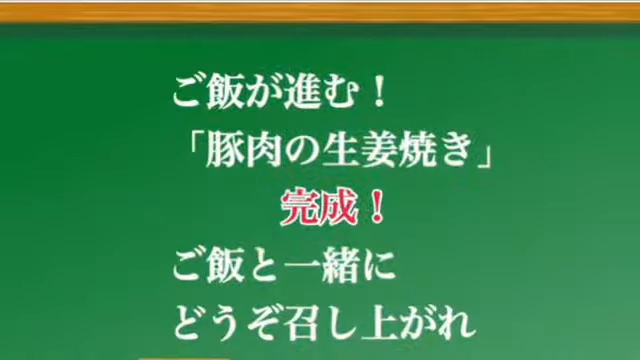 ご飯が進む！
「豚肉の生姜焼き」
完成！
ご飯と一緒に
どうぞ召し上がれ